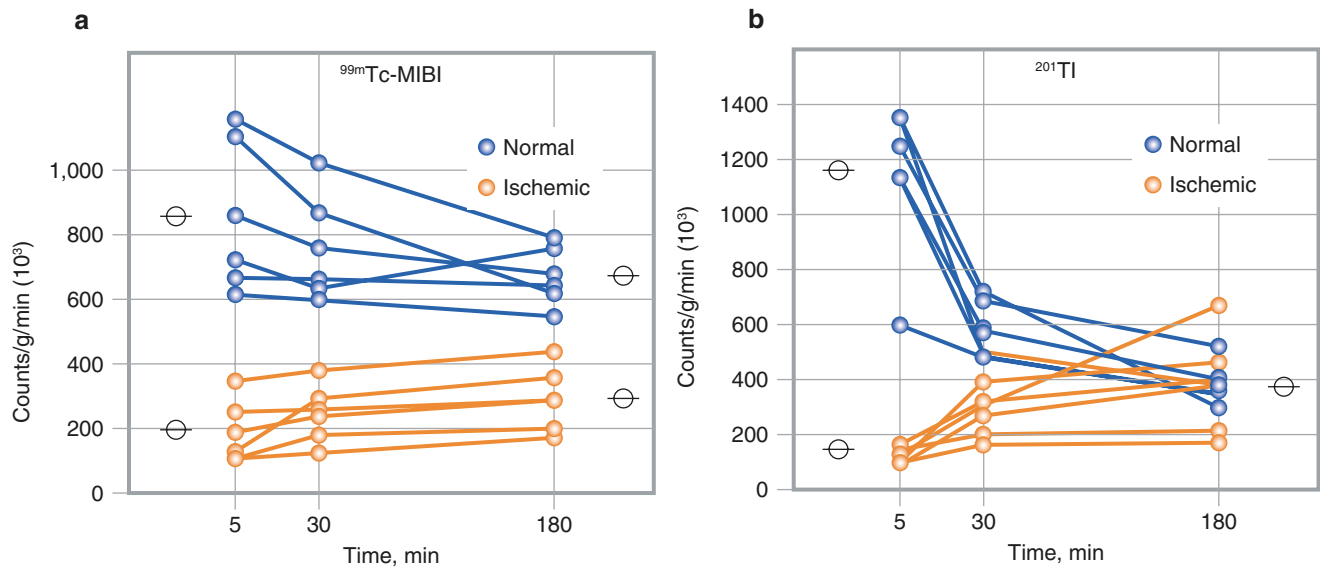 a
99mTc-MIBI
Normal
Ischemic
1,000
800
600
400
200
0
Counts/g/min (10³)
5 30 180
Time, min
b
201TI
Normal
Ischemic
1400
1200
1000
800
600
400
200
0
Counts/g/min (10³)
5 30 180
Time, min